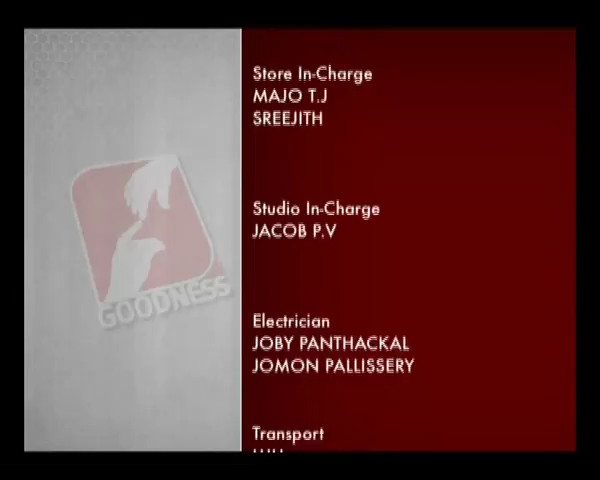 Store In-Charge
MAJO T.J
SREEJITH
Studio In-Charge
JACOB P.V
GOODNESS
Electrician
JOBY PANTHACKAL
JOMON PALLISSERY
Transport